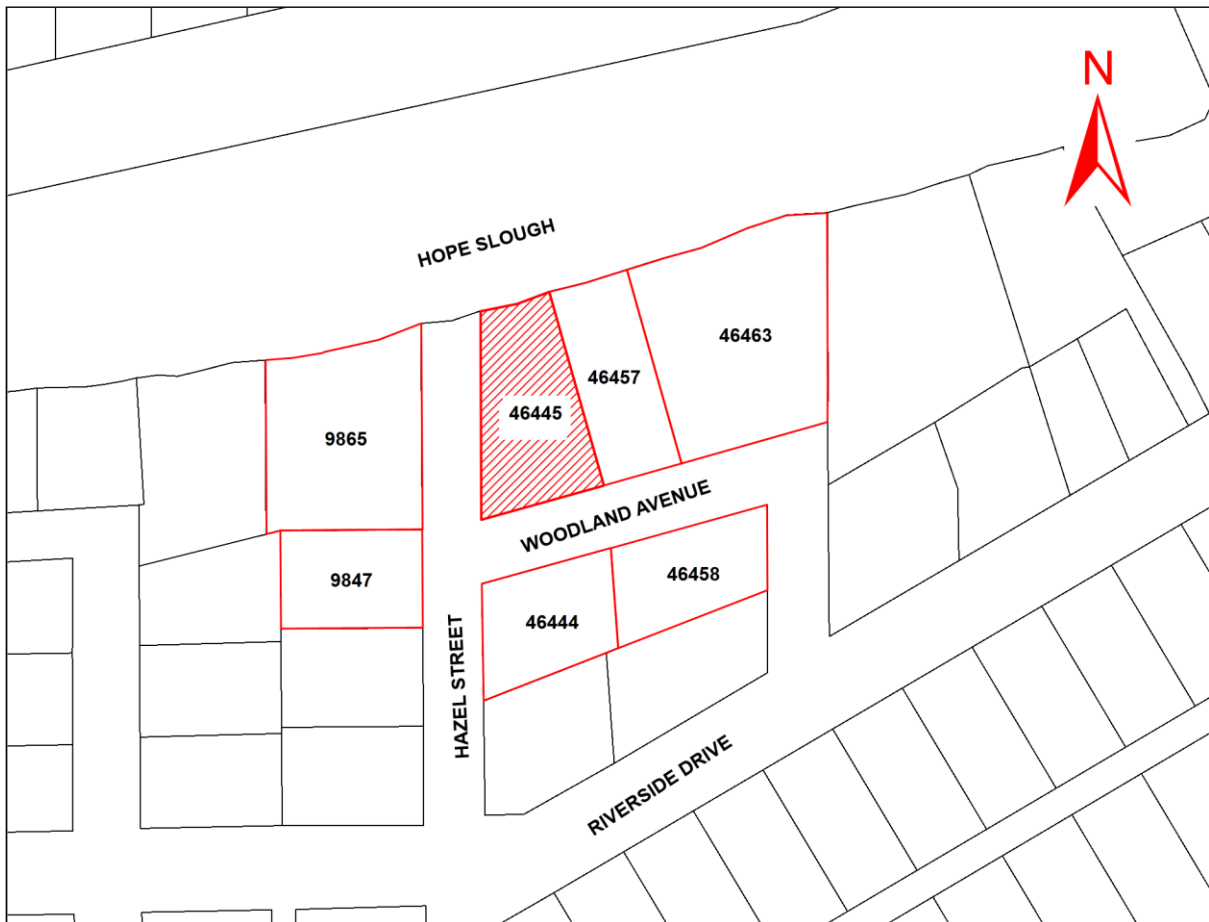 N
HOPE SLOUGH
46463
46457
46445
9865
WOODLAND AVENUE
9847
46458
46444
HAZEL STREET
RIVERSIDE DRIVE